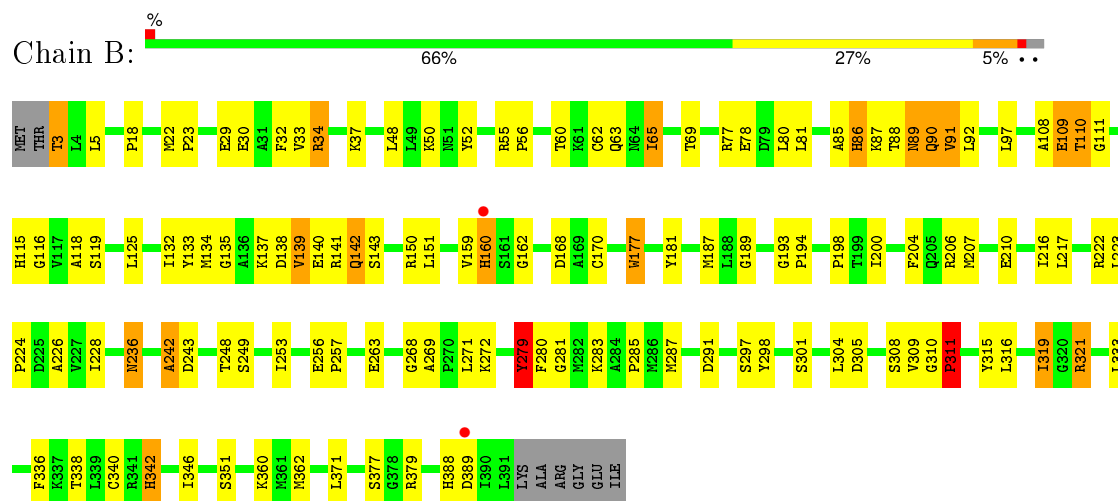 %
Chain B:
66% 27% 5% • •
MET THR T3 L4 L5 P18 M22 P23 E29 E30 A31 F32 V33 R34 K37 L48 L49 K50 N51 Y52 R55 P56 T60 K61 C62 Q63 N64 I65 T69 R77 E78 D79 L80 L81 A85 H86 K87 T88 N89 Q90 V91 L92 L97 A108 E109 T110 G111
H115 G116 V117 A118 S119 L125 I132 Y133 M134 G135 A136 K137 D138 V139 E140 R141 Q142 S143 R150 L151 V159 H160 S161 G162 D168 A169 C170 W177 Y181 M187 L188 G189 G193 P194 P198 T199 I200 F204 Q205 R206 M207 E210 I216 L217 R222
P224 D225 A226 V227 I228 N236 A242 D243 T248 S249 I253 E256 P257 E263 G268 A269 P270 L271 K272 Y279 F280 G281 M282 K283 A284 P285 M286 M287 D291 S297 Y298 S301 L304 D305 S308 V309 G310 P311 Y315 L316 I319 G320 R321
F336 K337 T338 L339 C340 R341 H342 I346 S351 K360 M361 M362 L371 S377 G378 R379 H388 D389 I390 L391 LYS ALA ARG GLY GLU ILE